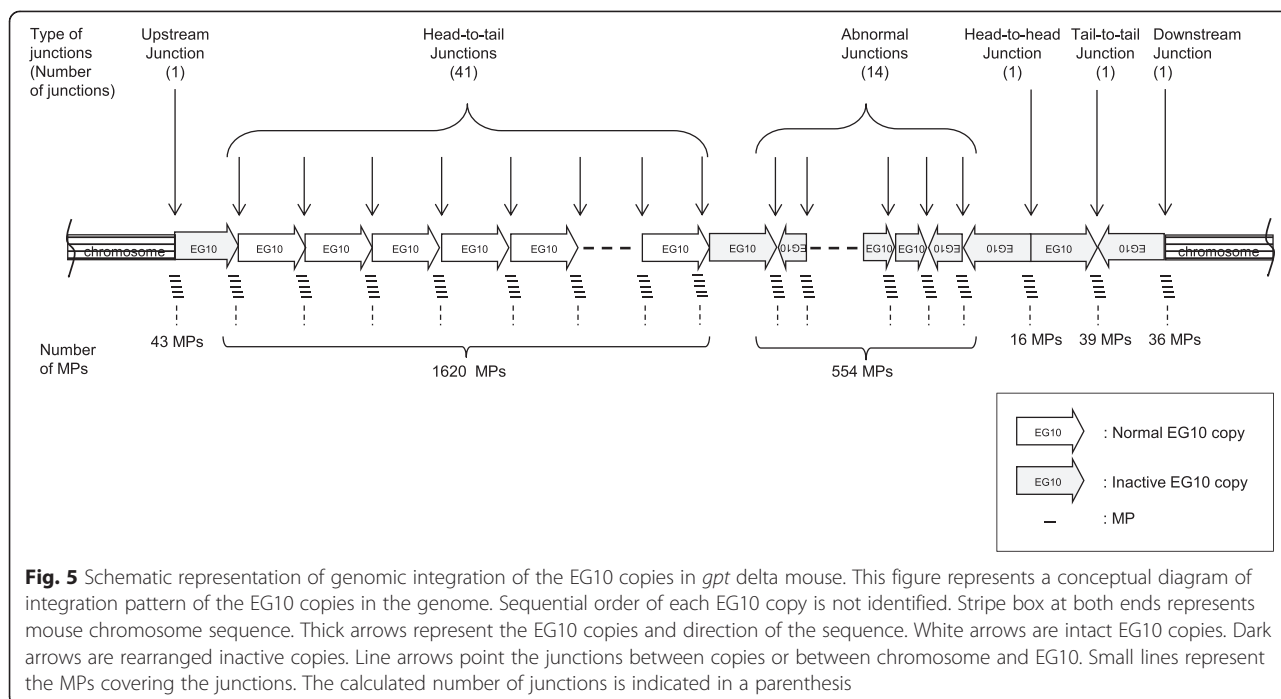 Type of junctions (Number of junctions)
Upstream Junction (1)
Head-to-tail Junctions (41)
Abnormal Junctions (14)
Head-to-head Junction (1)
Tail-to-tail Junction (1)
Downstream Junction (1)
chromosome EG10 EG10 EG10 EG10 EG10 EG10 EG10 EG10 EG10 EG10 EG10 EG10 EG10 EG10 EG10 chromosome
Number of MPs
43 MPs
1620 MPs
554 MPs
16 MPs
39 MPs
36 MPs
EG10 : Normal EG10 copy
EG10 : Inactive EG10 copy
: MP
Fig. 5 Schematic representation of genomic integration of the EG10 copies in gpt delta mouse. This figure represents a conceptual diagram of
integration pattern of the EG10 copies in the genome. Sequential order of each EG10 copy is not identified. Stripe box at both ends represents
mouse chromosome sequence. Thick arrows represent the EG10 copies and direction of the sequence. White arrows are intact EG10 copies. Dark
arrows are rearranged inactive copies. Line arrows point the junctions between copies or between chromosome and EG10. Small lines represent
the MPs covering the junctions. The calculated number of junctions is indicated in a parenthesis